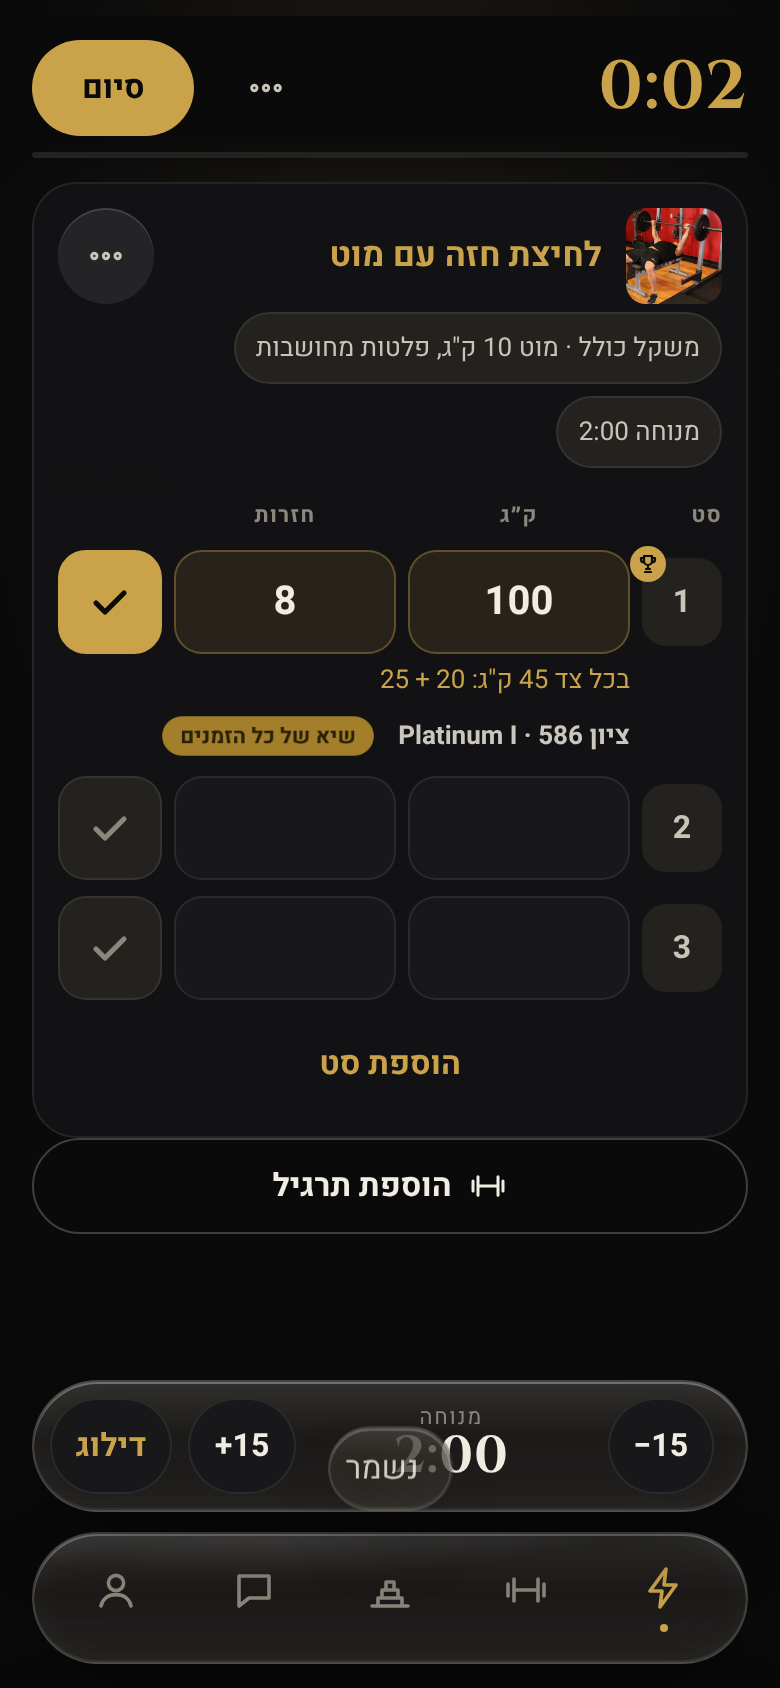 0:02
סיום
לחיצת חזה עם מוט
משקל כולל · מוט 10 ק"ג, פלטות מחושבות
מנוחה 2:00
סט ק״ג חזרות
1 100 8
בכל צד 45 ק"ג: 20 + 25
ציון 586 · Platinum I שיא של כל הזמנים
2
3
הוספת סט
הוספת תרגיל
מנוחה
−15 2:00 +15 דילוג
נשמר